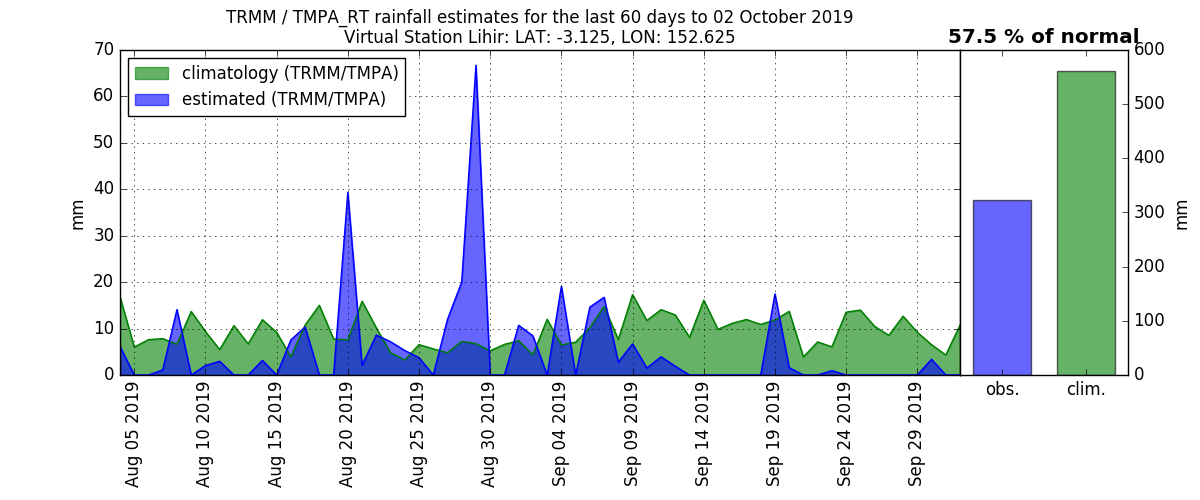 TRMM / TMPA_RT rainfall estimates for the last 60 days to 02 October 2019
Virtual Station Lihir: LAT: -3.125, LON: 152.625
57.5 % of normal
climatology (TRMM/TMPA)
estimated (TRMM/TMPA)
70
60
50
40
30
20
10
0
mm
Aug 05 2019
Aug 10 2019
Aug 15 2019
Aug 20 2019
Aug 25 2019
Aug 30 2019
Sep 04 2019
Sep 09 2019
Sep 14 2019
Sep 19 2019
Sep 24 2019
Sep 29 2019
600
500
400
300
200
100
0
mm
obs.
clim.